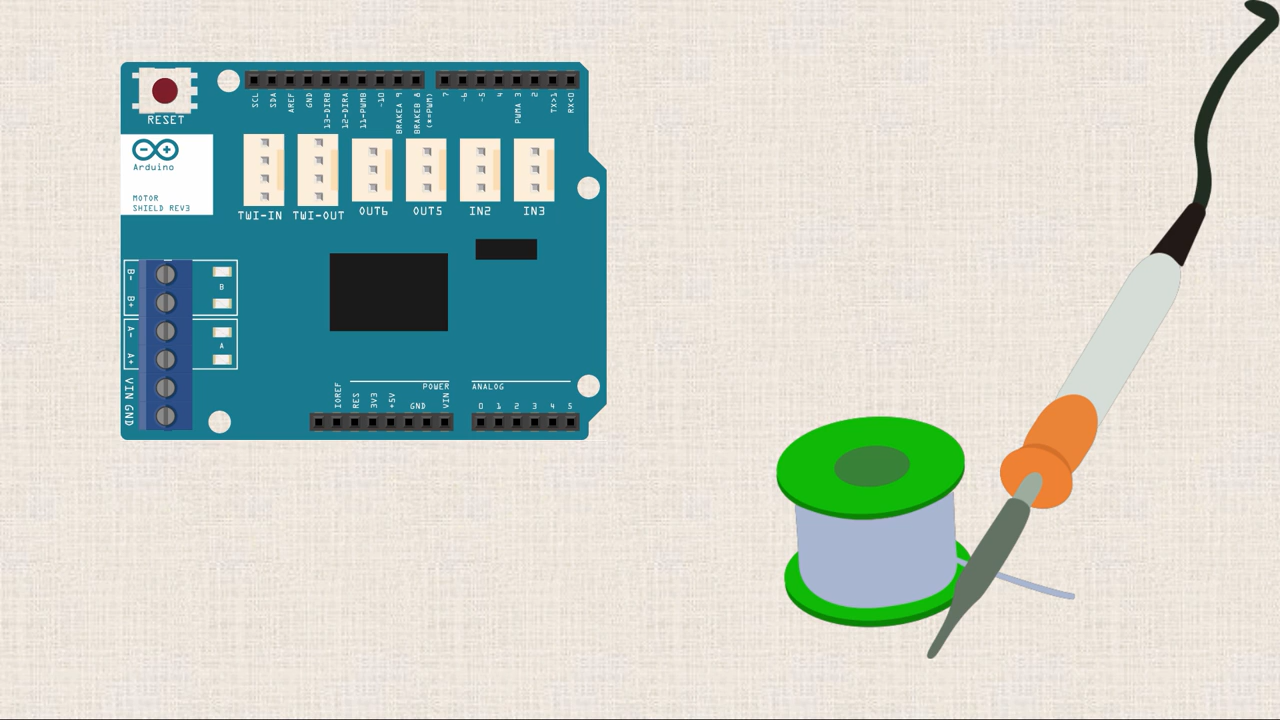 RESET
SCL
SDA
AREF
GND
13-DIRB
12-DIRA
11-PWMB
~10
BRAKEA 9
BRAKEB 8
(*=PWM)
7
~6
~5
4
PWMA 3
2
TX>1
RX<0
Arduino
MOTOR
SHIELD REV3
TWI-IN TWI-OUT OUT6 OUT5 IN2 IN3
B-
B
B+
A-
A
A+
VIN
GND
POWER ANALOG
IOREF
RES
3V3
+5V
GND
VIN
0 1 2 3 4 5